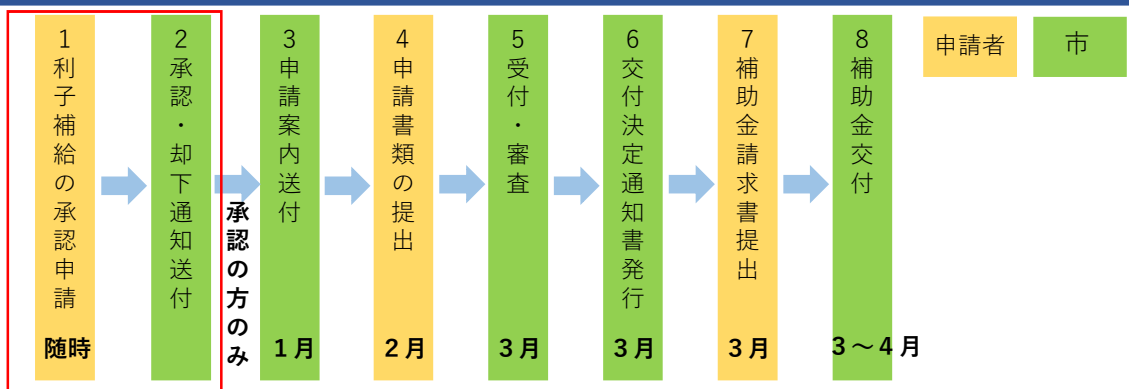 1利子補給の承認申請
随時
2承認・却下通知送付
承認の方のみ
3申請案内送付
1月
4申請書類の提出
2月
5受付・審査
3月
6交付決定通知書発行
3月
7補助金請求書提出
3月
8補助金交付
3～4月
申請者
市